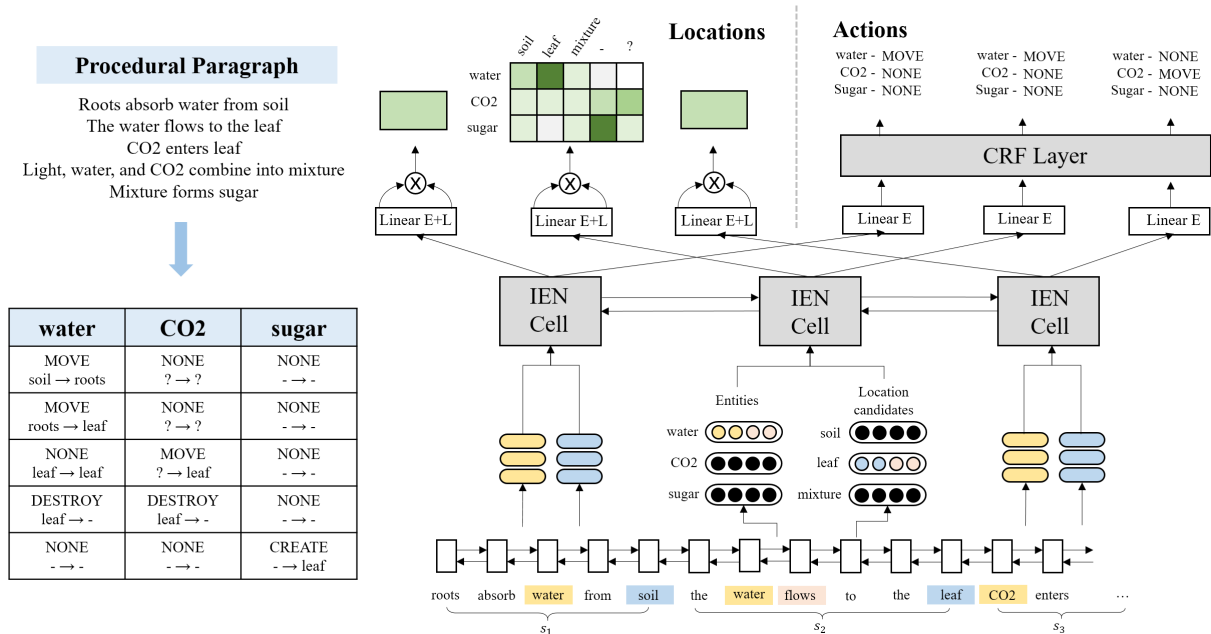 Procedural Paragraph
Roots absorb water from soil
The water flows to the leaf
CO2 enters leaf
Light, water, and CO2 combine into mixture
Mixture forms sugar
water CO2 sugar
MOVE NONE NONE
soil → roots ? → ? - → -
MOVE NONE NONE
roots → leaf ? → ? - → -
NONE MOVE NONE
leaf → leaf ? → leaf - → -
DESTROY DESTROY NONE
leaf → - leaf → - - → -
NONE NONE CREATE
- → - - → - - → leaf
Locations
soil leaf mixture - ?
water
CO2
sugar
X X X
Linear E+L Linear E+L Linear E+L
Actions
water - MOVE water - MOVE water - NONE
CO2 - NONE CO2 - NONE CO2 - MOVE
Sugar - NONE Sugar - NONE Sugar - NONE
CRF Layer
Linear E Linear E Linear E
IEN Cell
IEN Cell
IEN Cell
Entities
water
CO2
sugar
Location candidates
soil
leaf
mixture
roots absorb water from soil the water flows to the leaf CO2 enters ...
s1 s2 s3